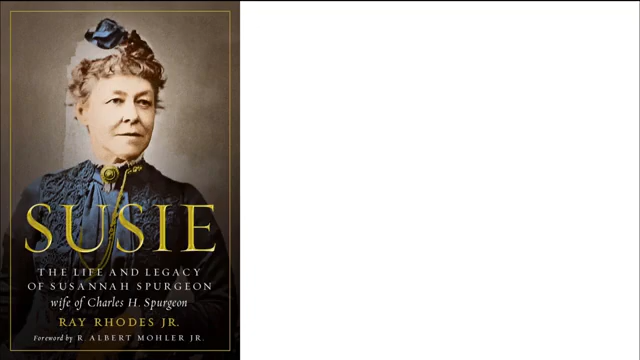 SUSIE
THE LIFE AND LEGACY
OF SUSANNAH SPURGEON
wife of Charles H. Spurgeon
RAY RHODES JR.
Foreword by R. ALBERT MOHLER JR.